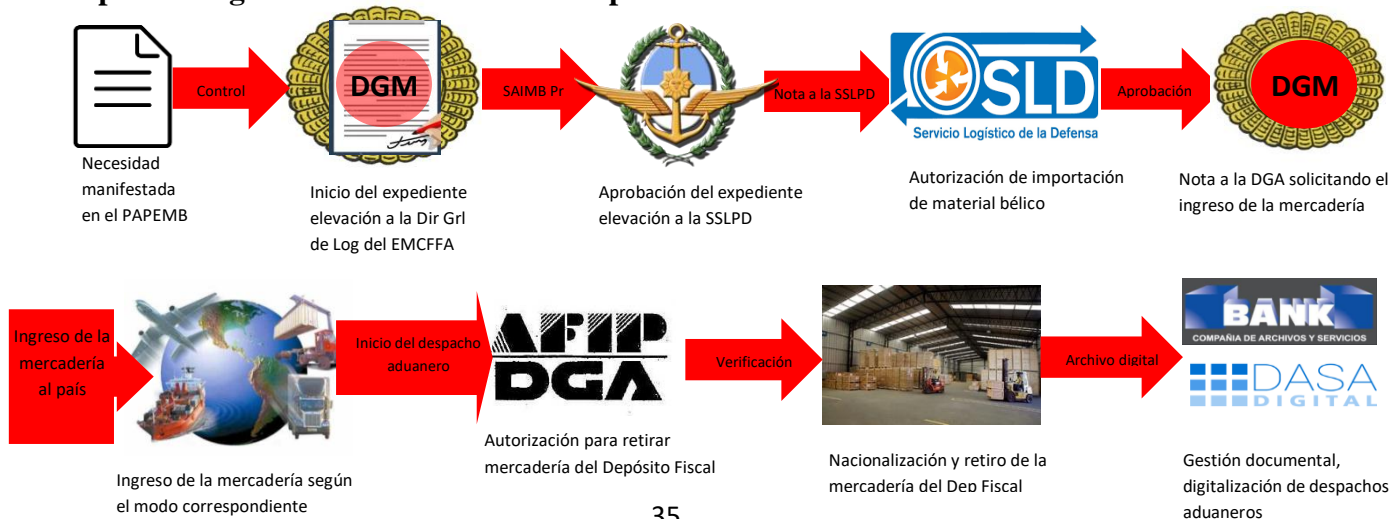 Control
DGM
SAIMB Pr
Nota a la SSLPD
SLD
Servicio Logístico de la Defensa
Aprobación
DGM
Necesidad
manifestada
en el PAPEMB
Inicio del expediente
elevación a la Dir Grl
de Log del EMCFFA
Aprobación del expediente
elevación a la SSLPD
Autorización de importación
de material bélico
Nota a la DGA solicitando el
ingreso de la mercadería
Ingreso de la
mercadería
al país
Inicio del despacho
aduanero
AFIP
DGA
Verificación
Archivo digital
BANK
COMPAÑIA DE ARCHIVOS Y SERVICIOS
DASA
DIGITAL
Ingreso de la mercadería según
el modo correspondiente
Autorización para retirar
mercadería del Depósito Fiscal
Nacionalización y retiro de la
mercadería del Dep Fiscal
Gestión documental,
digitalización de despachos
aduaneros
35